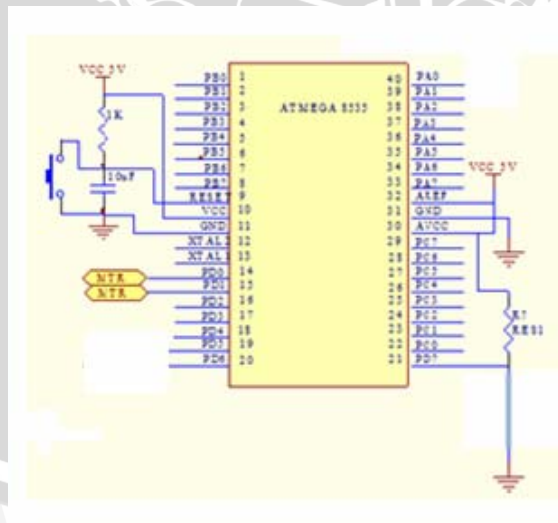 VCC 5V
1K
10uF
ATMEGA 8535
PB0 1
PB1 2
PB2 3
PB3 4
PB4 5
PB5 6
PB6 7
PB7 8
RESET 9
VCC 10
GND 11
XTAL2 12
XTAL1 13
PD0 14
PD1 15
PD2 16
PD3 17
PD4 18
PD5 19
PD6 20
MTR
MTR
40 PA0
39 PA1
38 PA2
37 PA3
36 PA4
35 PA5
34 PA6
33 PA7
32 AREF
31 GND
30 AVCC
29 PC7
28 PC6
27 PC5
26 PC4
25 PC3
24 PC2
23 PC1
22 PC0
21 PD7
VCC 5V
R?
RES1